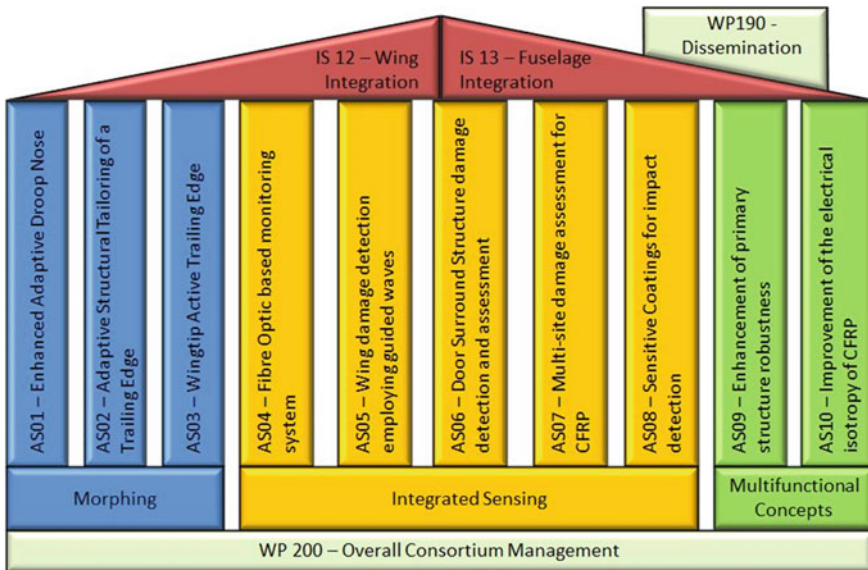 WP190 -
Dissemination
IS 12 – Wing
Integration
IS 13 – Fuselage
Integration
AS01 – Enhanced Adaptive Droop Nose
AS02 – Adaptive Structural Tailoring of a
Trailing Edge
AS03 – Wingtip Active Trailing Edge
AS04 – Fibre Optic based monitoring
system
AS05 – Wing damage detection
employing guided waves
AS06 – Door Surround Structure damage
detection and assessment
AS07 – Multi-site damage assessment for
CFRP
AS08 – Sensitive Coatings for impact
detection
AS09 – Enhancement of primary
structure robustness
AS10 – Improvement of the electrical
isotropy of CFRP
Morphing
Integrated Sensing
Multifunctional
Concepts
WP 200 – Overall Consortium Management